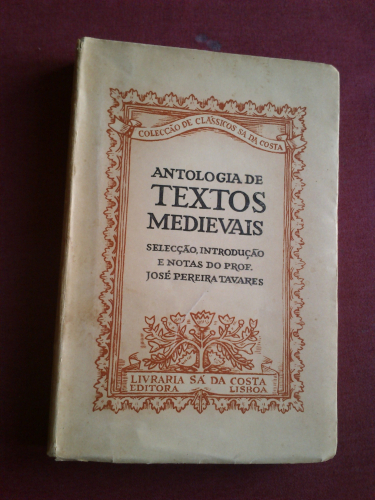 COLECÇÃO DE CLÁSSICOS SÁ DA COSTA
ANTOLOGIA DE
TEXTOS
MEDIEVAIS
SELECÇÃO, INTRODUÇÃO
E NOTAS DO PROF.
JOSÉ PEREIRA TAVARES
LIVRARIA SÁ DA COSTA
EDITORA LISBOA